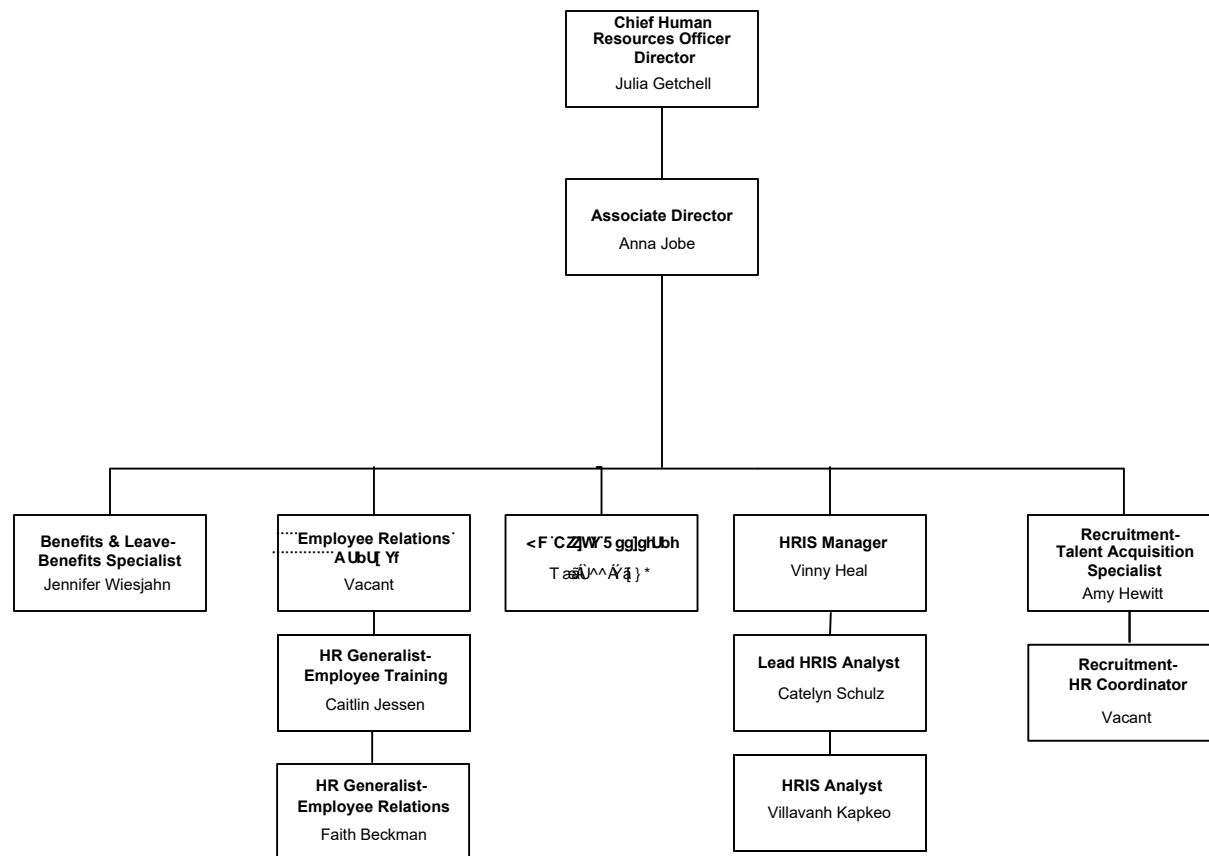 Chief Human
Resources Officer
Director
Julia Getchell
Associate Director
Anna Jobe
Benefits & Leave-
Benefits Specialist
Jennifer Wiesjahn
Employee Relations
Vacant
HRIS Manager
Vinny Heal
Recruitment-
Talent Acquisition
Specialist
Amy Hewitt
HR Generalist-
Employee Training
Caitlin Jessen
Lead HRIS Analyst
Catelyn Schulz
Recruitment-
HR Coordinator
Vacant
HR Generalist-
Employee Relations
Faith Beckman
HRIS Analyst
Villavanh Kapkeo